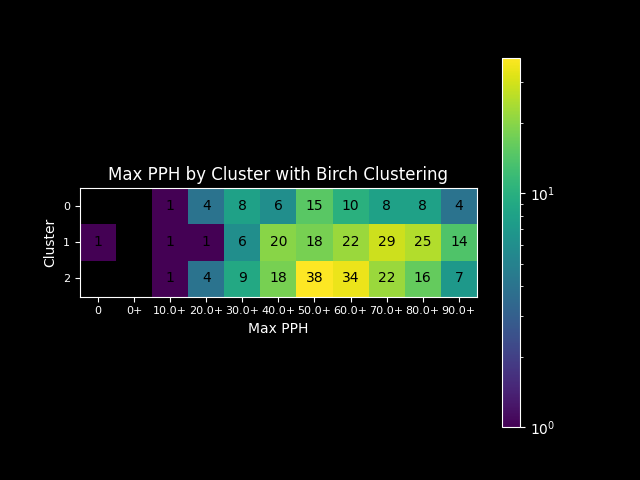 Max PPH by Cluster with Birch Clustering
Cluster
0 1 4 8 6 15 10 8 8 4
1 1 1 1 6 20 18 22 29 25 14
2 1 4 9 18 38 34 22 16 7
0 0+ 10.0+ 20.0+ 30.0+ 40.0+ 50.0+ 60.0+ 70.0+ 80.0+ 90.0+
Max PPH
10¹
10⁰